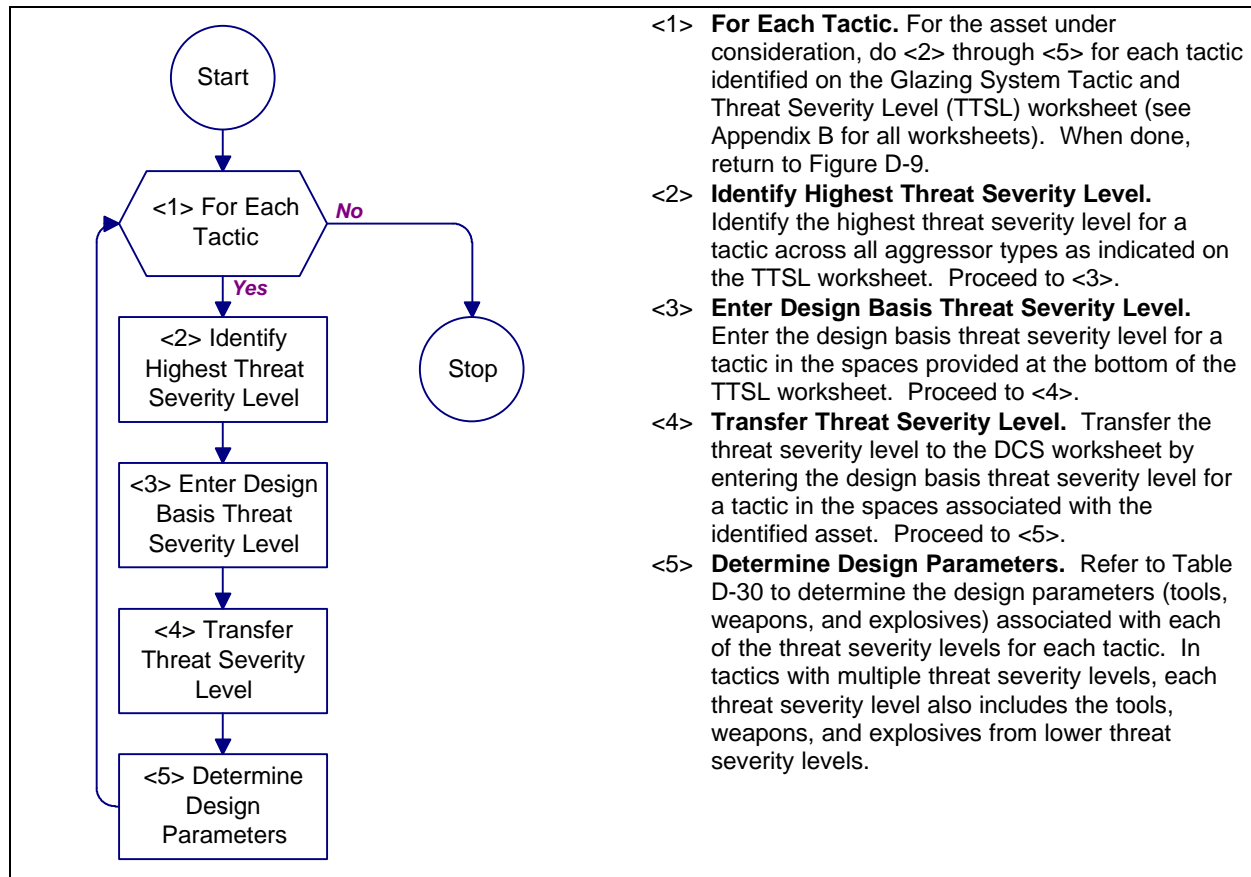 Start
<1> For Each
Tactic
No
Yes
<2> Identify
Highest Threat
Severity Level
Stop
<3> Enter Design
Basis Threat
Severity Level
<4> Transfer
Threat Severity
Level
<5> Determine
Design
Parameters
<1> For Each Tactic. For the asset under
consideration, do <2> through <5> for each tactic
identified on the Glazing System Tactic and
Threat Severity Level (TTSL) worksheet (see
Appendix B for all worksheets). When done,
return to Figure D-9.
<2> Identify Highest Threat Severity Level.
Identify the highest threat severity level for a
tactic across all aggressor types as indicated on
the TTSL worksheet. Proceed to <3>.
<3> Enter Design Basis Threat Severity Level.
Enter the design basis threat severity level for a
tactic in the spaces provided at the bottom of the
TTSL worksheet. Proceed to <4>.
<4> Transfer Threat Severity Level. Transfer the
threat severity level to the DCS worksheet by
entering the design basis threat severity level for
a tactic in the spaces associated with the
identified asset. Proceed to <5>.
<5> Determine Design Parameters. Refer to Table
D-30 to determine the design parameters (tools,
weapons, and explosives) associated with each
of the threat severity levels for each tactic. In
tactics with multiple threat severity levels, each
threat severity level also includes the tools,
weapons, and explosives from lower threat
severity levels.